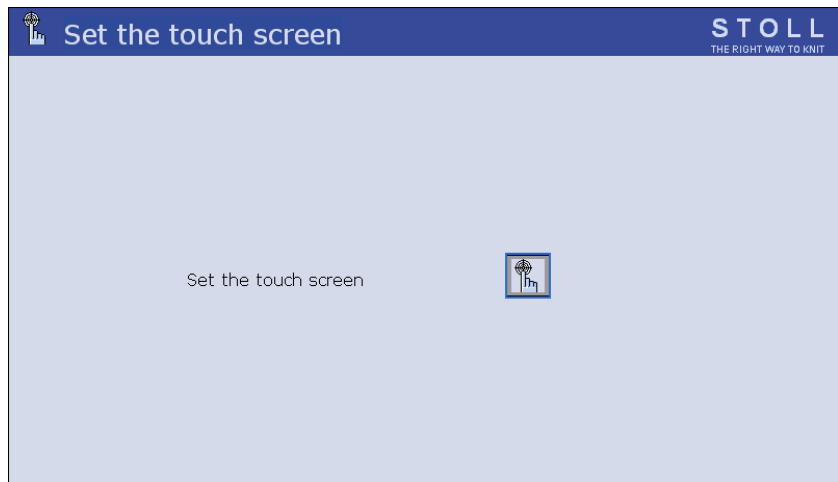 Set the touch screen
STOLL
THE RIGHT WAY TO KNIT
Set the touch screen